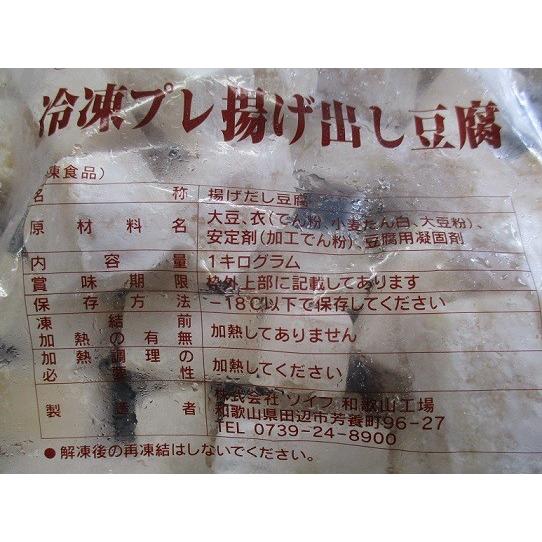 冷凍プレ揚げ出し豆腐
凍食品)
名称 揚げだし豆腐
原材料名 大豆、衣(でん粉、小麦たん白、大豆粉)、
安定剤(加工でん粉)、豆腐用凝固剤
内容量 1キログラム
賞味期限 枠外上部に記載してあります
保存方法 －18℃以下で保存してください
凍結前
加熱の有無 加熱してありません
加熱調理の
必要性 加熱してください
製造者 株式会社 ソイフ 和歌山工場
和歌山県田辺市芳養町96-27
TEL 0739-24-8900
●解凍後の再凍結はしないでください。